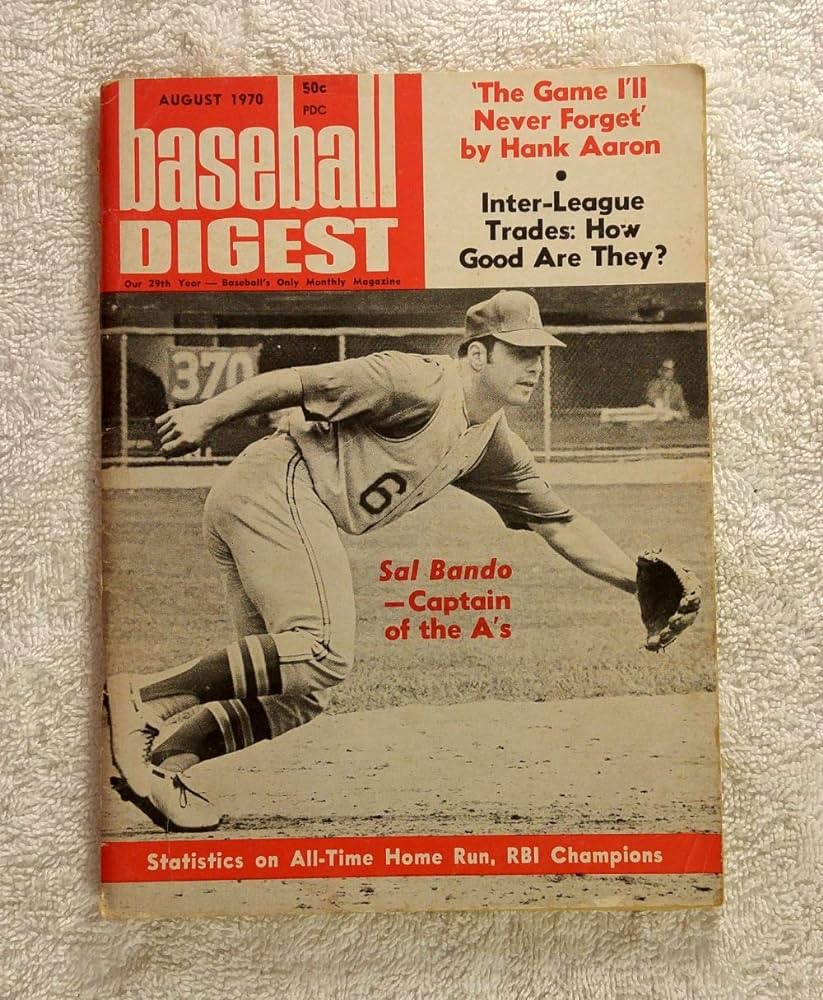 AUGUST 1970
50c
PDC
baseball
DIGEST
Our 29th Year — Baseball's Only Monthly Magazine
'The Game I'll
Never Forget'
by Hank Aaron
•
Inter-League
Trades: How
Good Are They?
370
A
6
Sal Bando
—Captain
of the A's
Statistics on All-Time Home Run, RBI Champions